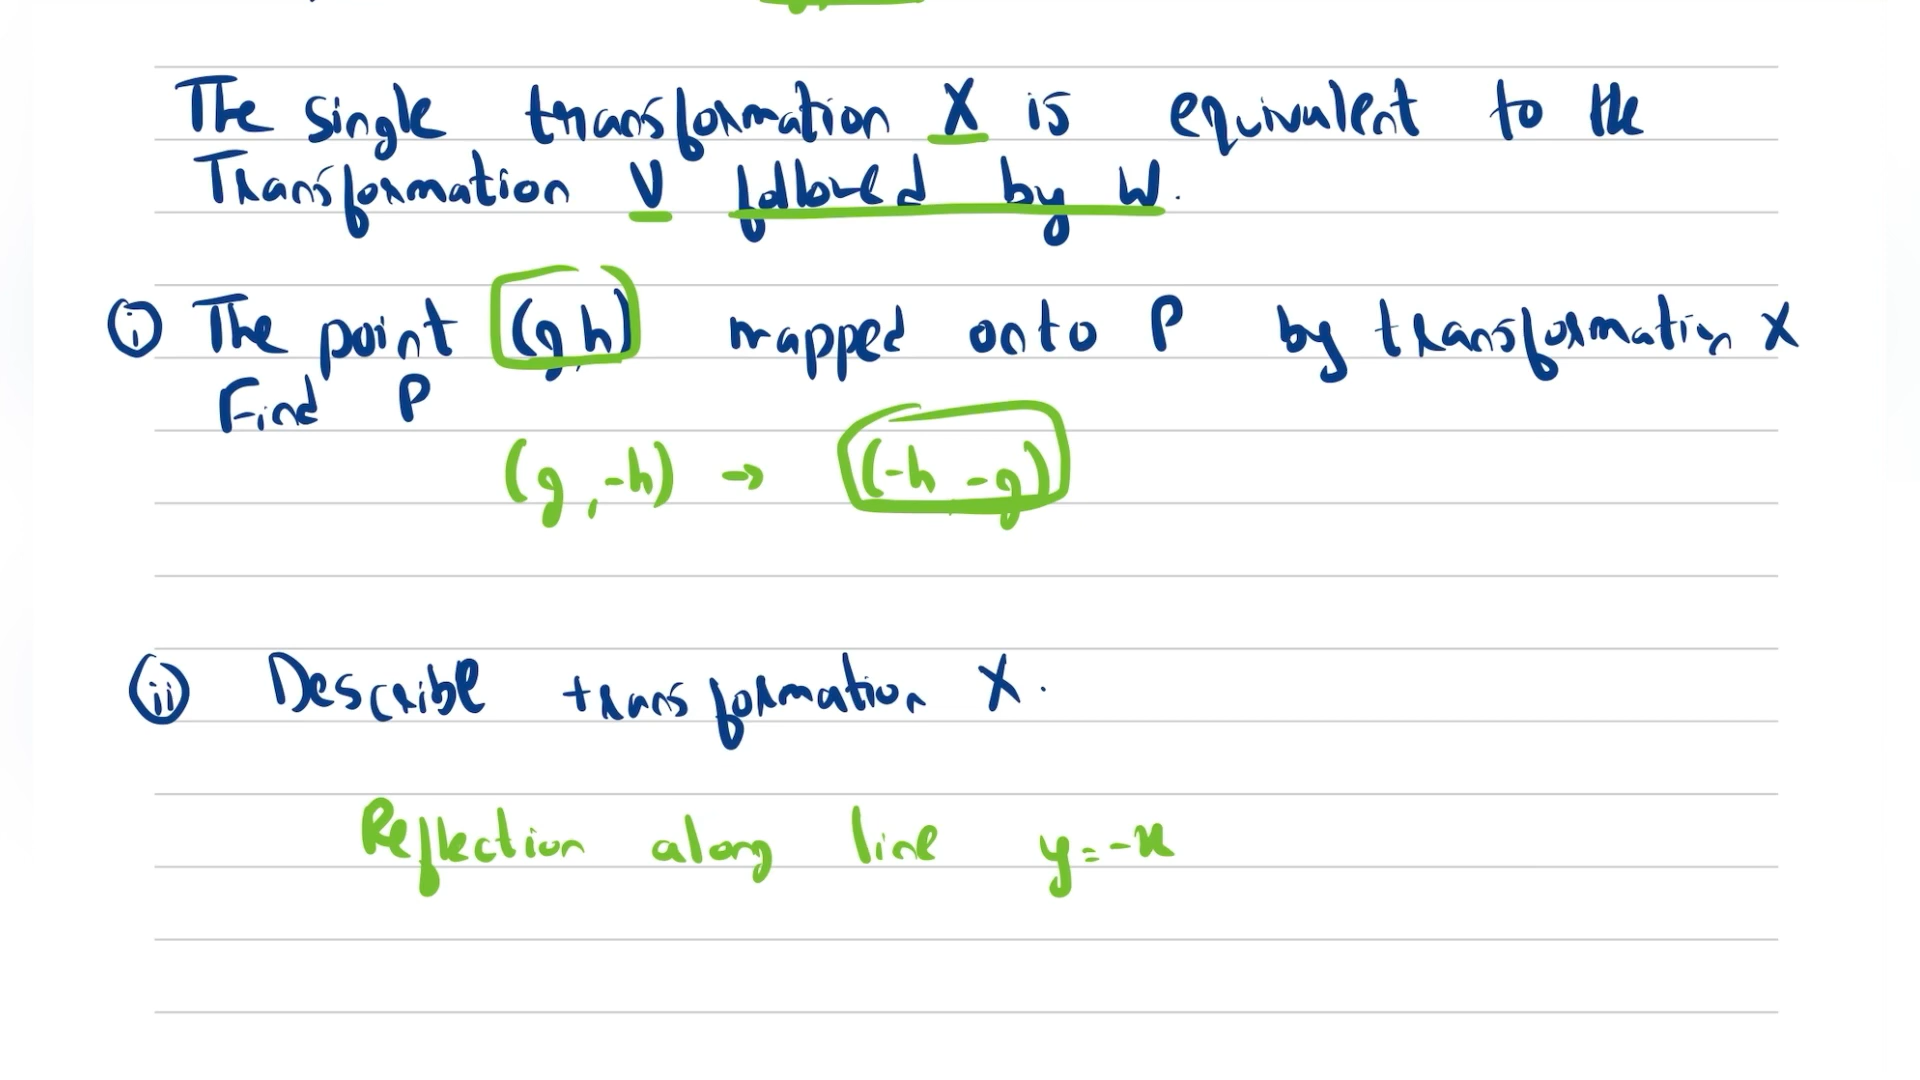 The single transformation X is equivalent to the
Transformation V followed by W.
(i) The point (g, h) mapped onto P by transformation X
Find P
(g, -h) → (-h, -g)
(ii) Describe transformation X.
Reflection along line y=-x